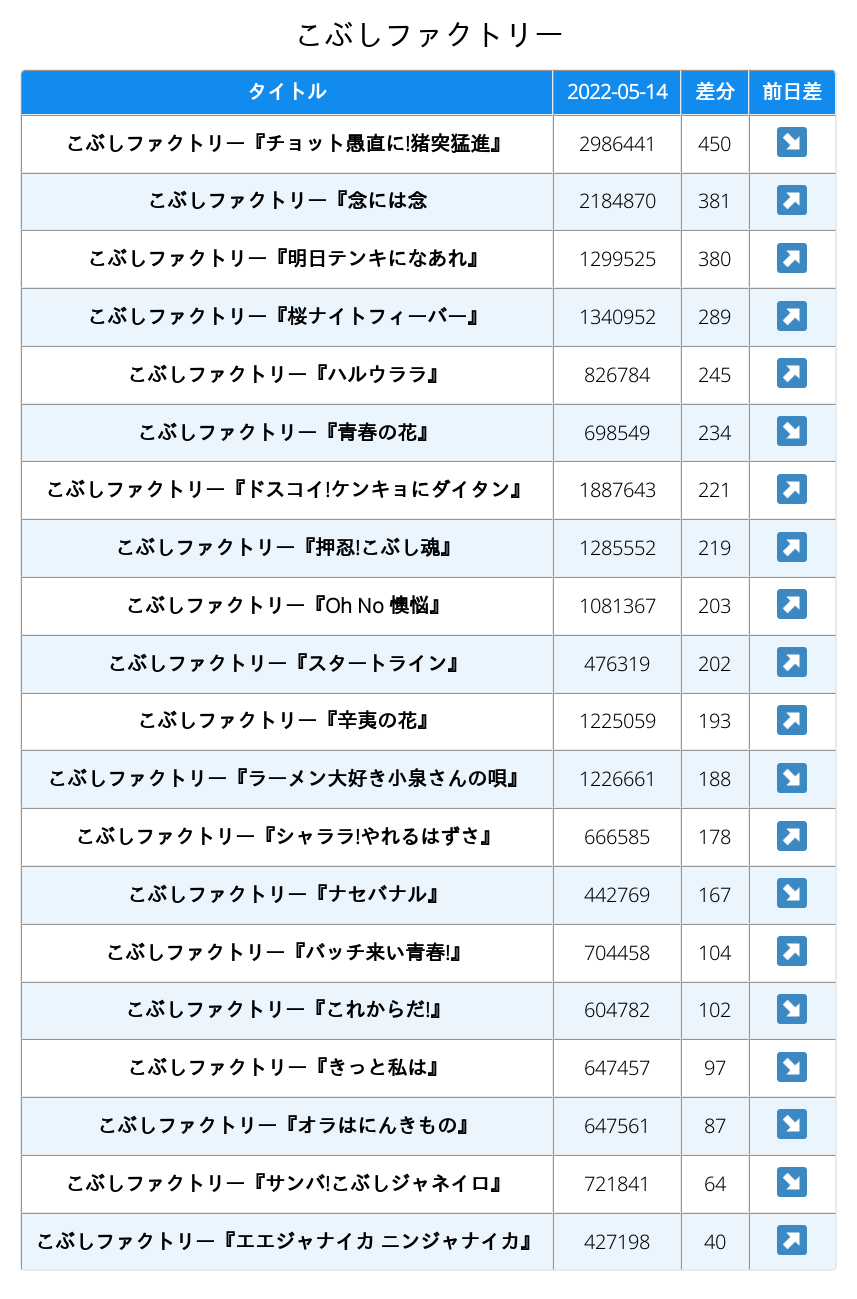 こぶしファクトリー
タイトル 2022-05-14 差分 前日差
こぶしファクトリー『チョット愚直に!猪突猛進』 2986441 450
こぶしファクトリー『念には念 2184870 381
こぶしファクトリー『明日テンキになあれ』 1299525 380
こぶしファクトリー『桜ナイトフィーバー』 1340952 289
こぶしファクトリー『ハルウララ』 826784 245
こぶしファクトリー『青春の花』 698549 234
こぶしファクトリー『ドスコイ!ケンキョにダイタン』 1887643 221
こぶしファクトリー『押忍!こぶし魂』 1285552 219
こぶしファクトリー『Oh No 懊悩』 1081367 203
こぶしファクトリー『スタートライン』 476319 202
こぶしファクトリー『辛夷の花』 1225059 193
こぶしファクトリー『ラーメン大好き小泉さんの唄』 1226661 188
こぶしファクトリー『シャララ!やれるはずさ』 666585 178
こぶしファクトリー『ナセバナル』 442769 167
こぶしファクトリー『バッチ来い青春!』 704458 104
こぶしファクトリー『これからだ!』 604782 102
こぶしファクトリー『きっと私は』 647457 97
こぶしファクトリー『オラはにんきもの』 647561 87
こぶしファクトリー『サンバ!こぶしジャネイロ』 721841 64
こぶしファクトリー『エエジャナイカ ニンジャナイカ』 427198 40